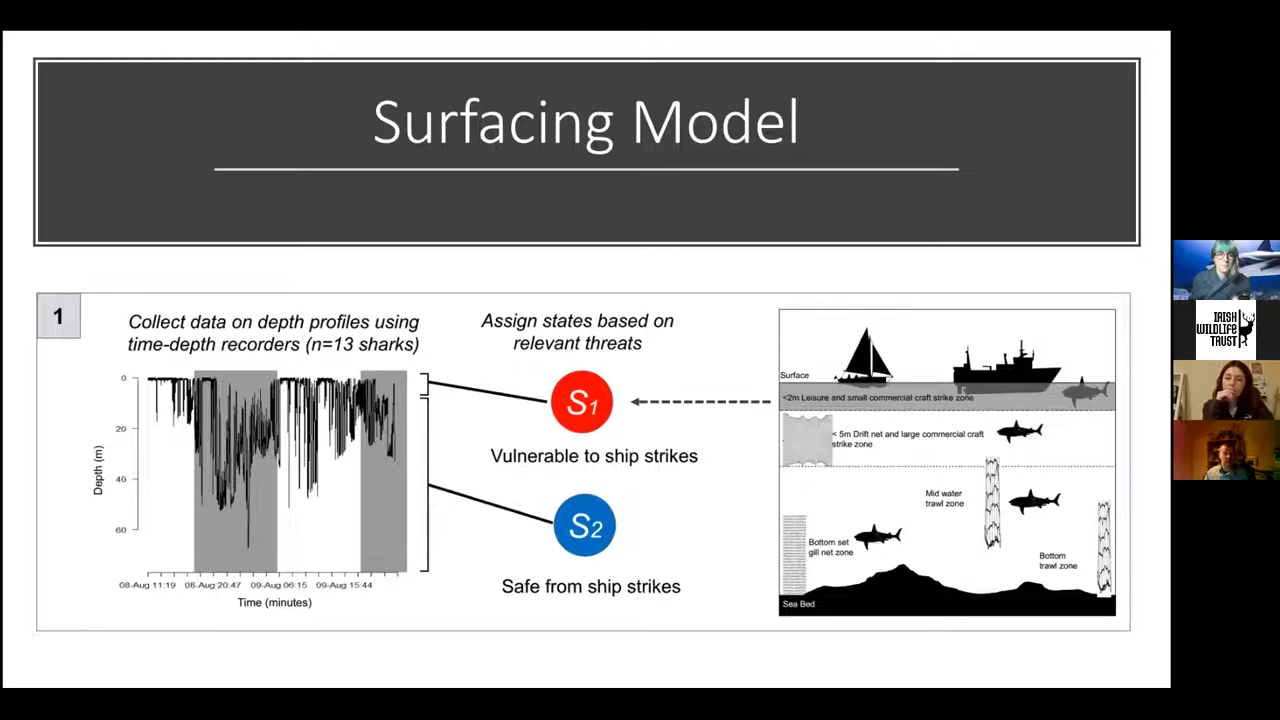 Surfacing Model
1
Collect data on depth profiles using
time-depth recorders (n=13 sharks)
0
20
40
60
Depth (m)
08-Aug 11:19 08-Aug 20:47 09-Aug 06:15 09-Aug 15:44
Time (minutes)
Assign states based on
relevant threats
S1
Vulnerable to ship strikes
S2
Safe from ship strikes
Surface
<2m Leisure and small commercial craft strike zone
< 5m Drift net and large commercial craft
strike zone
Mid water
trawl zone
Bottom set
gill net zone
Bottom
trawl zone
Sea Bed
IRISH
WILDLIFE
TRUST